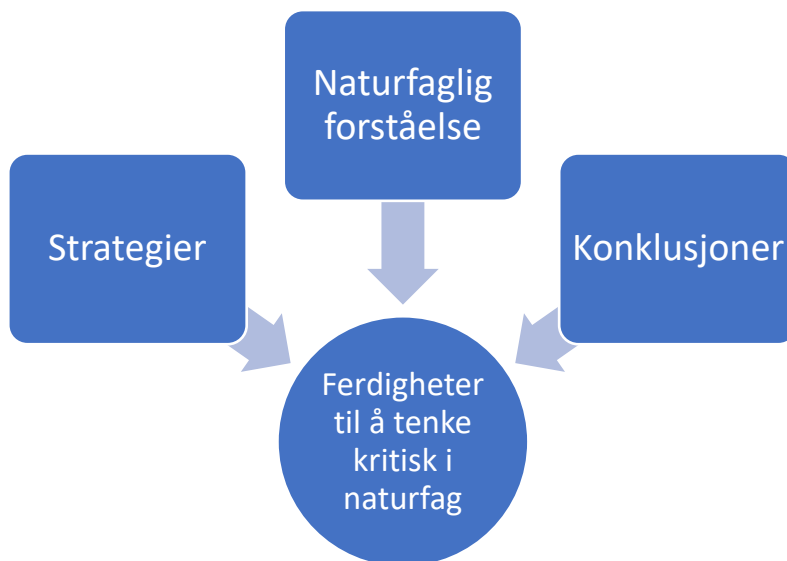 Naturfaglig
forståelse
Strategier
Konklusjoner
Ferdigheter
til å tenke
kritisk i
naturfag